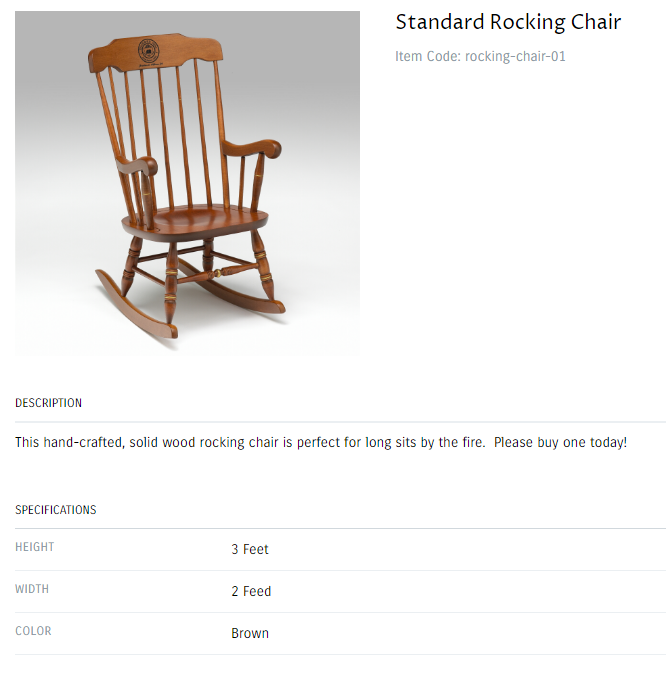 Standard Rocking Chair
Item Code: rocking-chair-01
DESCRIPTION
This hand-crafted, solid wood rocking chair is perfect for long sits by the fire.  Please buy one today!
SPECIFICATIONS
HEIGHT 3 Feet
WIDTH 2 Feed
COLOR Brown